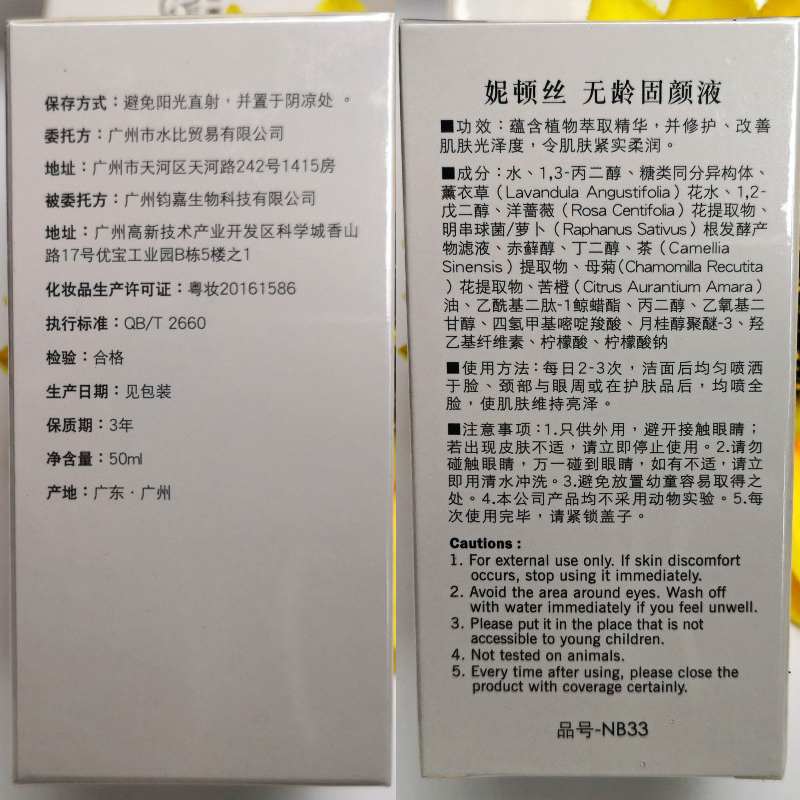 保存方式：避免阳光直射，并置于阴凉处。
委托方：广州市水比贸易有限公司
地址：广州市天河区天河路242号1415房
被委托方：广州钧嘉生物科技有限公司
地址：广州高新技术产业开发区科学城香山
路17号优宝工业园B栋5楼之1
化妆品生产许可证：粤妆20161586
执行标准：QB/T 2660
检验：合格
生产日期：见包装
保质期：3年
净含量：50ml
产地：广东·广州
妮顿丝 无龄固颜液
■功效：蕴含植物萃取精华，并修护、改善
肌肤光泽度，令肌肤紧实柔润。
■成分：水、1,3-丙二醇、糖类同分异构体、
薰衣草（Lavandula Angustifolia）花水、1,2-
戊二醇、洋蔷薇（Rosa Centifolia）花提取物、
明串球菌/萝卜（Raphanus Sativus）根发酵产
物滤液、赤藓醇、丁二醇、茶（Camellia
Sinensis）提取物、母菊(Chamomilla Recutita
）花提取物、苦橙（Citrus Aurantium Amara）
油、乙酰基二肽-1鲸蜡酯、丙二醇、乙氧基二
甘醇、四氢甲基嘧啶羧酸、月桂醇聚醚-3、羟
乙基纤维素、柠檬酸、柠檬酸钠
■使用方法：每日2-3次，洁面后均匀喷洒
于脸、颈部与眼周或在护肤品后，均喷全
脸，使肌肤维持亮泽。
■注意事项：1.只供外用，避开接触眼睛；
若出现皮肤不适，请立即停止使用。2.请勿
碰触眼睛，万一碰到眼睛，如有不适，请立
即用清水冲洗。3.避免放置幼童容易取得之
处。4.本公司产品均不采用动物实验。5.每
次使用完毕，请紧锁盖子。
Cautions :
1. For external use only. If skin discomfort
occurs, stop using it immediately.
2. Avoid the area around eyes. Wash off
with water immediately if you feel unwell.
3. Please put it in the place that is not
accessible to young children.
4. Not tested on animals.
5. Every time after using, please close the
product with coverage certainly.
品号-NB33